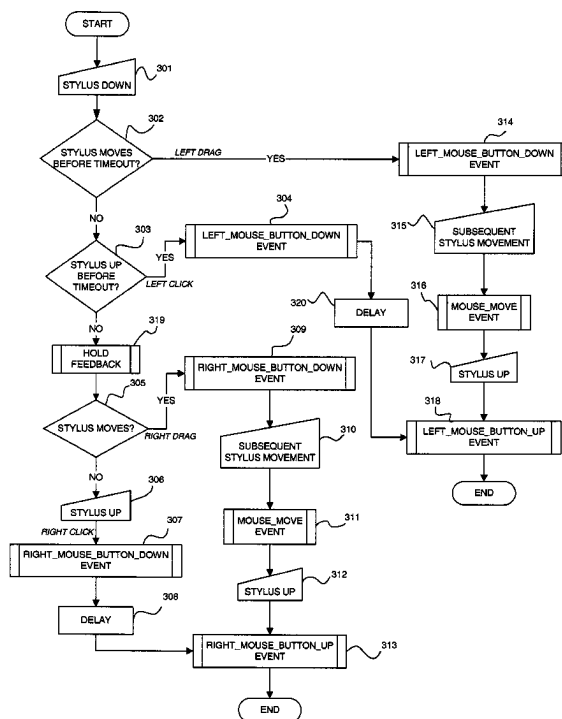 START
301
STYLUS DOWN
302
STYLUS MOVES
BEFORE TIMEOUT?
LEFT DRAG
YES
314
LEFT_MOUSE_BUTTON_DOWN
EVENT
NO
303
STYLUS UP
BEFORE
TIMEOUT?
YES
LEFT CLICK
304
LEFT_MOUSE_BUTTON_DOWN
EVENT
315
SUBSEQUENT
STYLUS MOVEMENT
320
DELAY
316
MOUSE_MOVE
EVENT
NO
319
HOLD
FEEDBACK
309
RIGHT_MOUSE_BUTTON_DOWN
EVENT
317
STYLUS UP
305
STYLUS MOVES?
YES
RIGHT DRAG
310
SUBSEQUENT
STYLUS MOVEMENT
318
LEFT_MOUSE_BUTTON_UP
EVENT
END
NO
306
STYLUS UP
RIGHT CLICK
307
RIGHT_MOUSE_BUTTON_DOWN
EVENT
MOUSE_MOVE
EVENT
311
308
DELAY
312
STYLUS UP
RIGHT_MOUSE_BUTTON_UP
EVENT
313
END